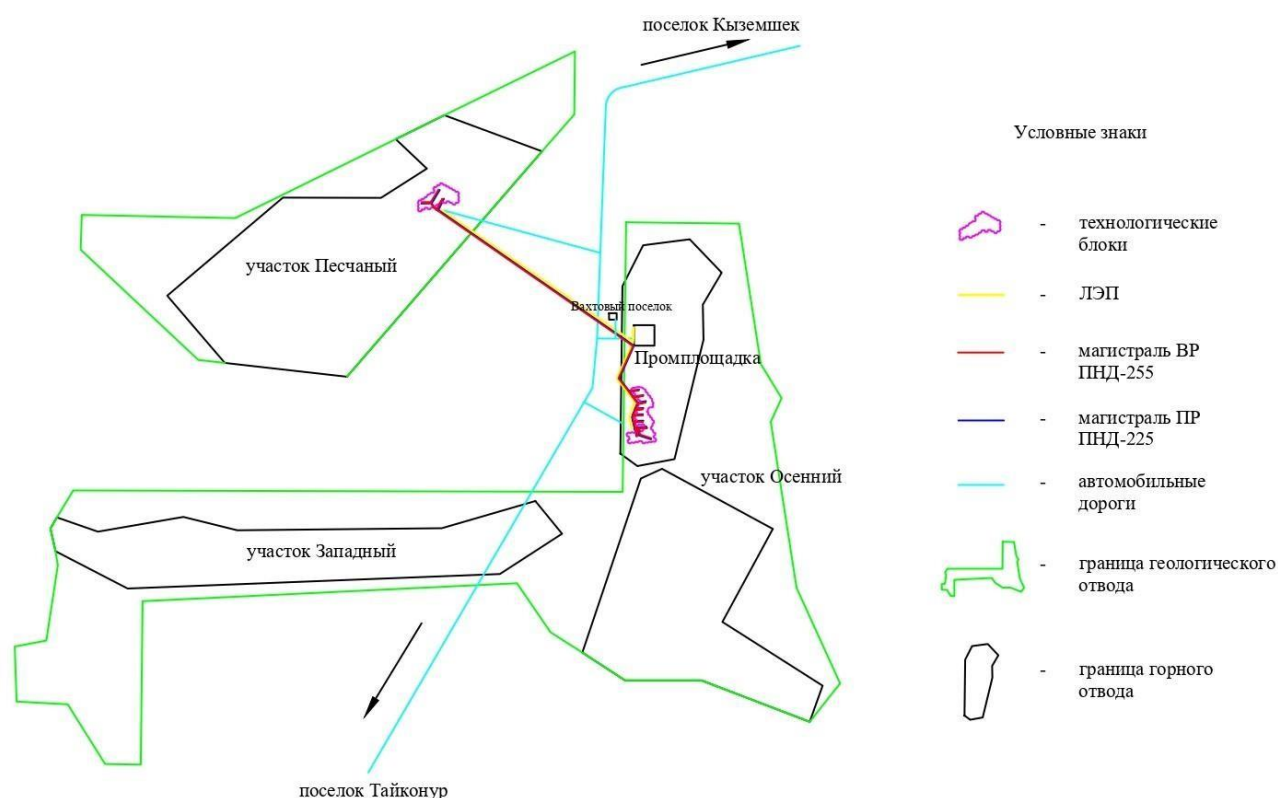 поселок Кыземшек
Условные знаки
- технологические
блоки
участок Песчаный
- ЛЭП
Вахтовый поселок
Промплощадка
- магистраль ВР
ПНД-255
- магистраль ПР
ПНД-225
участок Осенний
- автомобильные
дороги
участок Западный
- граница геологического
отвода
- граница горного
отвода
поселок Тайконур